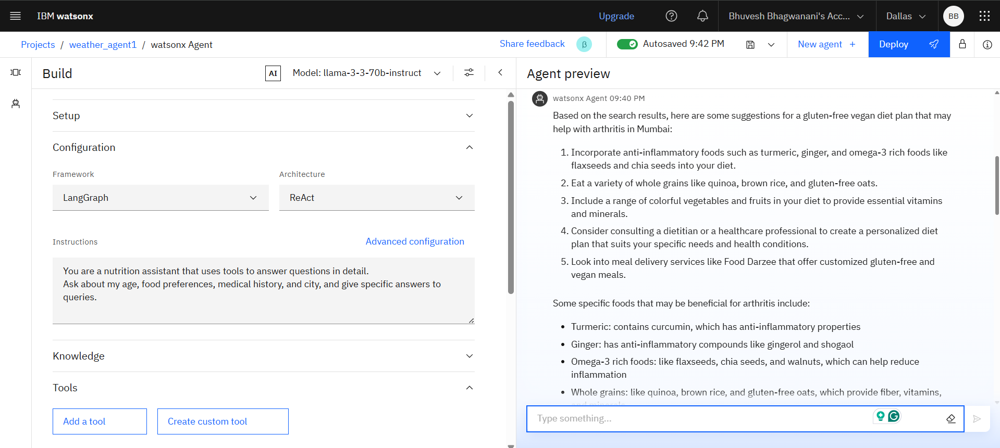 IBM watsonx
Upgrade
Bhuvesh Bhagwanani's Acc...
Dallas
BB
Projects / weather_agent1 / watsonx Agent
Share feedback
β
Autosaved 9:42 PM
New agent +
Deploy
Build
AI
Model: llama-3-3-70b-instruct
Setup
Configuration
Framework
Architecture
LangGraph
ReAct
Instructions
Advanced configuration
You are a nutrition assistant that uses tools to answer questions in detail.
Ask about my age, food preferences, medical history, and city, and give specific answers to
queries.
Knowledge
Tools
Add a tool
Create custom tool
Agent preview
watsonx Agent 09:40 PM
Based on the search results, here are some suggestions for a gluten-free vegan diet plan that may
help with arthritis in Mumbai:
1. Incorporate anti-inflammatory foods such as turmeric, ginger, and omega-3 rich foods like
flaxseeds and chia seeds into your diet.
2. Eat a variety of whole grains like quinoa, brown rice, and gluten-free oats.
3. Include a range of colorful vegetables and fruits in your diet to provide essential vitamins
and minerals.
4. Consider consulting a dietitian or a healthcare professional to create a personalized diet
plan that suits your specific needs and health conditions.
5. Look into meal delivery services like Food Darzee that offer customized gluten-free and
vegan meals.
Some specific foods that may be beneficial for arthritis include:
• Turmeric: contains curcumin, which has anti-inflammatory properties
• Ginger: has anti-inflammatory compounds like gingerol and shogaol
• Omega-3 rich foods: like flaxseeds, chia seeds, and walnuts, which can help reduce
inflammation
• Whole grains: like quinoa, brown rice, and gluten-free oats, which provide fiber, vitamins,
and minerals
Type something...